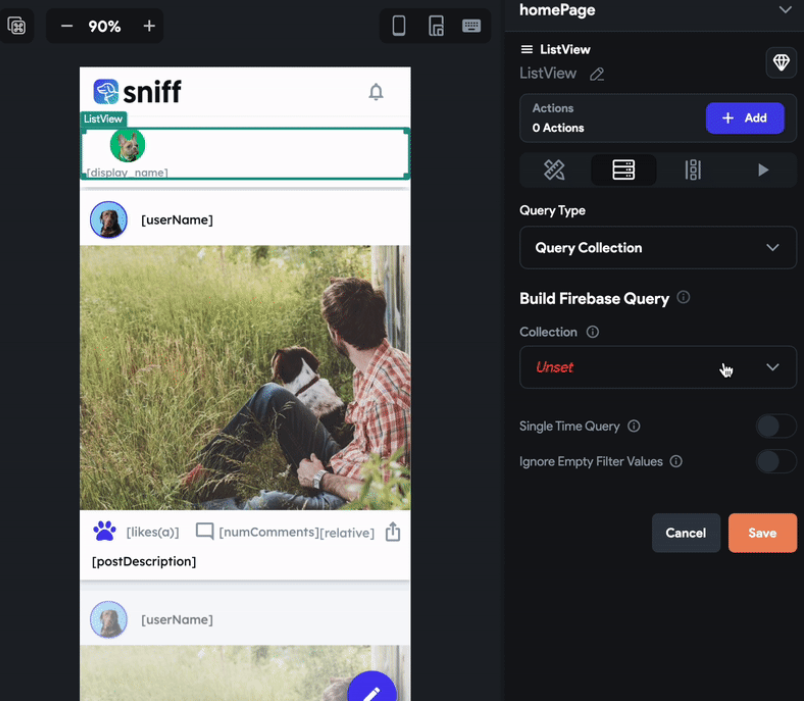 90%
sniff
ListView
[display_name]
[userName]
[likes(a)]
[numComments][relative]
[postDescription]
[userName]
homePage
ListView
ListView
Actions
0 Actions
Add
Query Type
Query Collection
Build Firebase Query
Collection
Unset
Single Time Query
Ignore Empty Filter Values
Cancel
Save